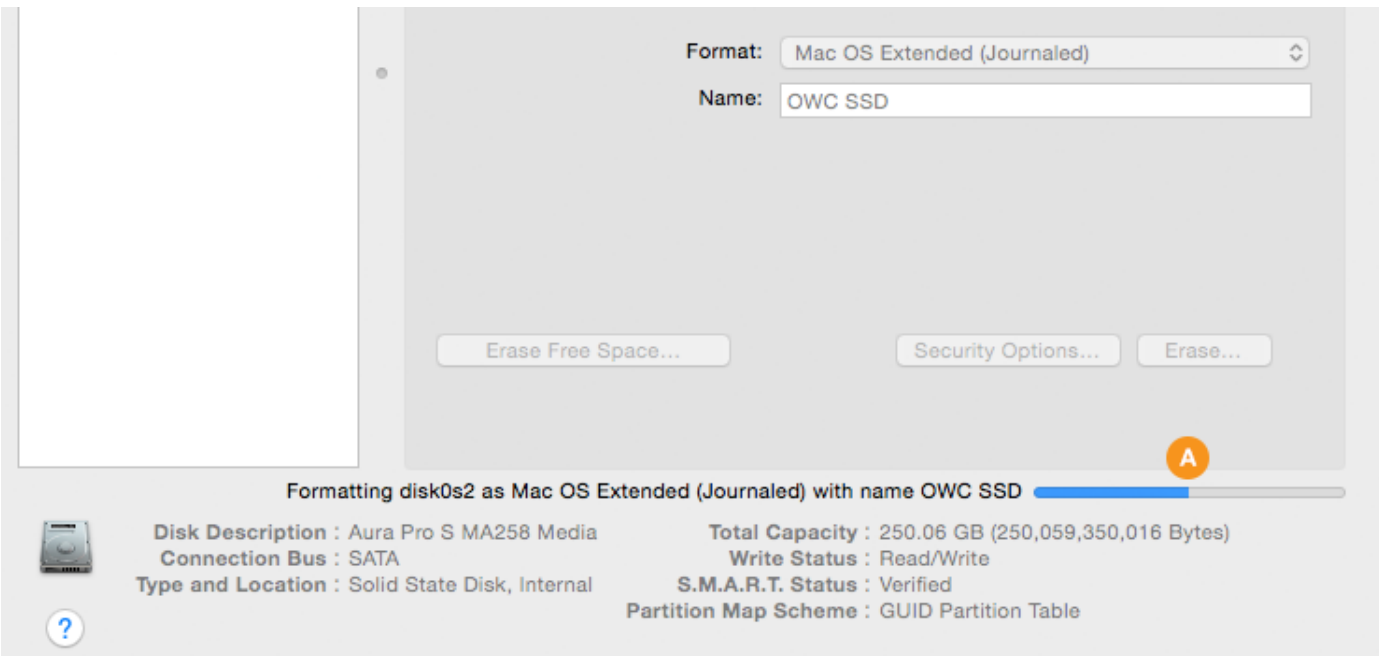 Format: Mac OS Extended (Journaled)
Name: OWC SSD
Erase Free Space... Security Options... Erase...
A
Formatting disk0s2 as Mac OS Extended (Journaled) with name OWC SSD
Disk Description : Aura Pro S MA258 Media Total Capacity : 250.06 GB (250,059,350,016 Bytes)
Connection Bus : SATA Write Status : Read/Write
Type and Location : Solid State Disk, Internal S.M.A.R.T. Status : Verified
Partition Map Scheme : GUID Partition Table
?